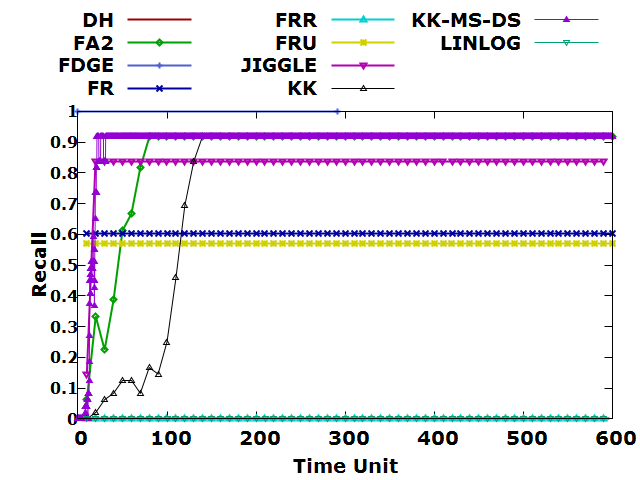 DH FRR KK-MS-DS
FA2 FRU LINLOG
FDGE JIGGLE
FR KK
1
0.9
0.8
0.7
0.6
0.5
0.4
0.3
0.2
0.1
0
Recall
0 100 200 300 400 500 600
Time Unit